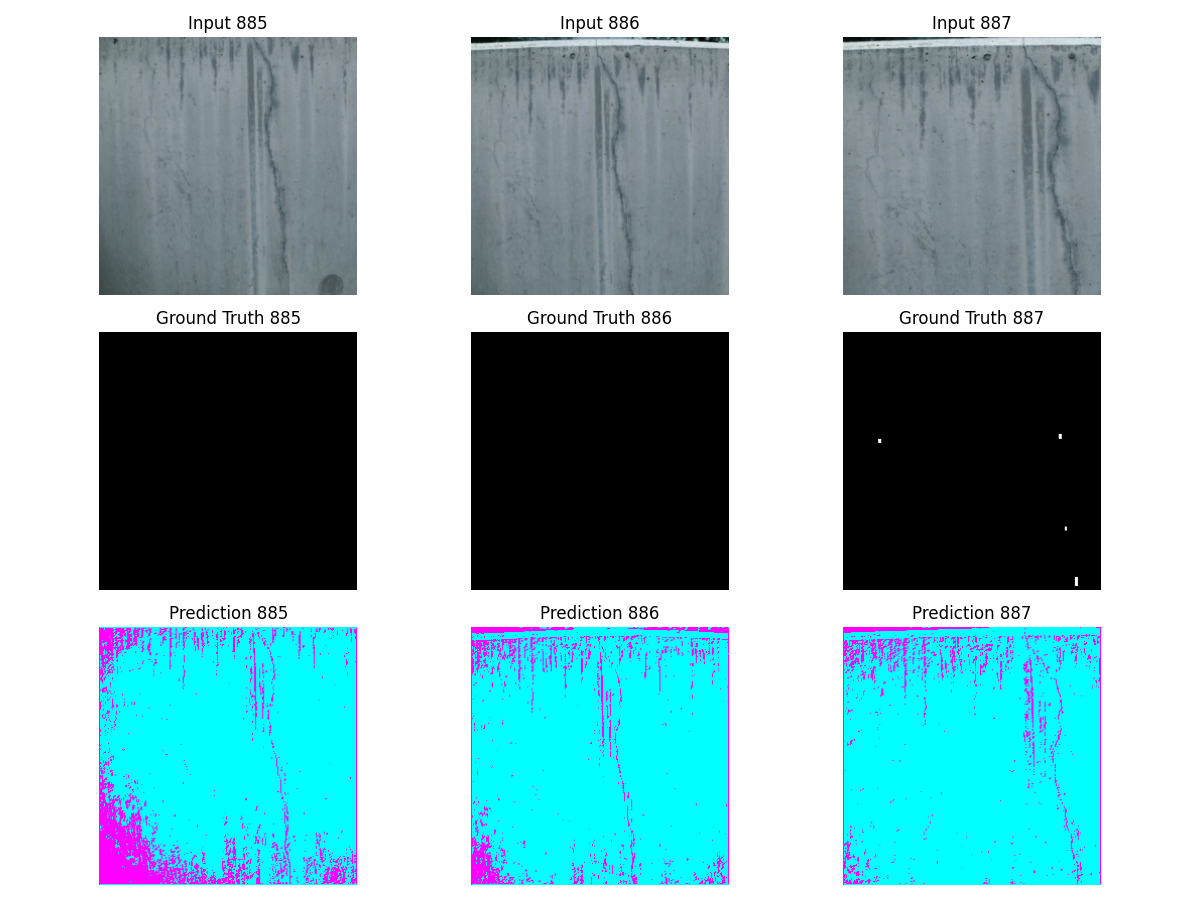 Input 885
Input 886
Input 887
Ground Truth 885
Ground Truth 886
Ground Truth 887
Prediction 885
Prediction 886
Prediction 887